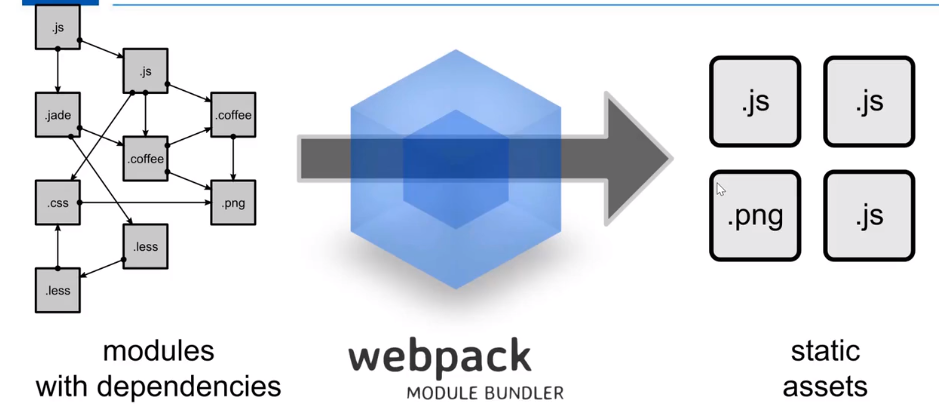 .js
.js
.jade
.coffee
.coffee
.css
.png
.less
.less
modules
with dependencies
webpack
MODULE BUNDLER
.js
.js
.png
.js
static
assets